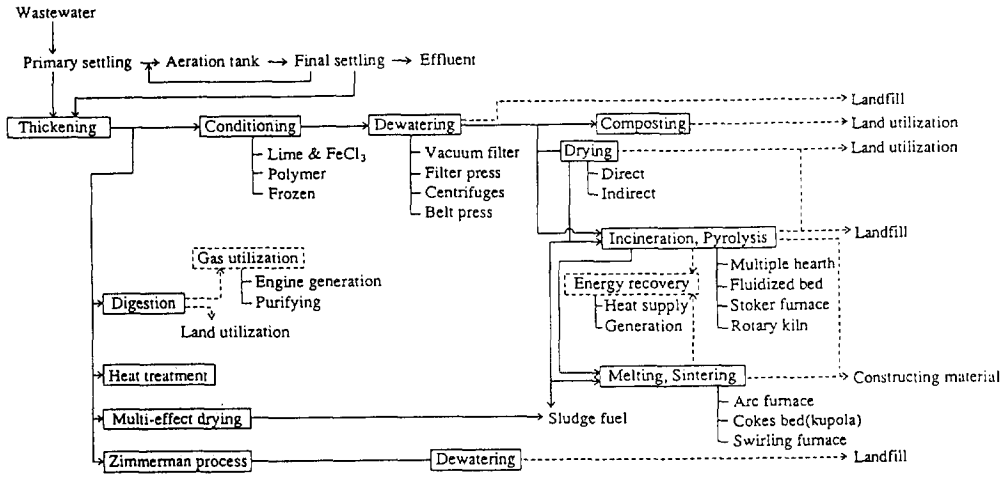 Wastewater
Primary settling
Aeration tank
Final settling
Effluent
Landfill
Thickening
Conditioning
Dewatering
Composting
Land utilization
Lime & FeCl₃
Polymer
Frozen
Vacuum filter
Filter press
Centrifuges
Belt press
Drying
Land utilization
Direct
Indirect
Incineration, Pyrolysis
Landfill
Multiple hearth
Fluidized bed
Stoker furnace
Rotary kiln
Gas utilization
Engine generation
Purifying
Energy recovery
Heat supply
Generation
Digestion
Land utilization
Heat treatment
Melting, Sintering
Constructing material
Arc furnace
Cokes bed(kupola)
Swirling furnace
Multi-effect drying
Sludge fuel
Zimmerman process
Dewatering
Landfill